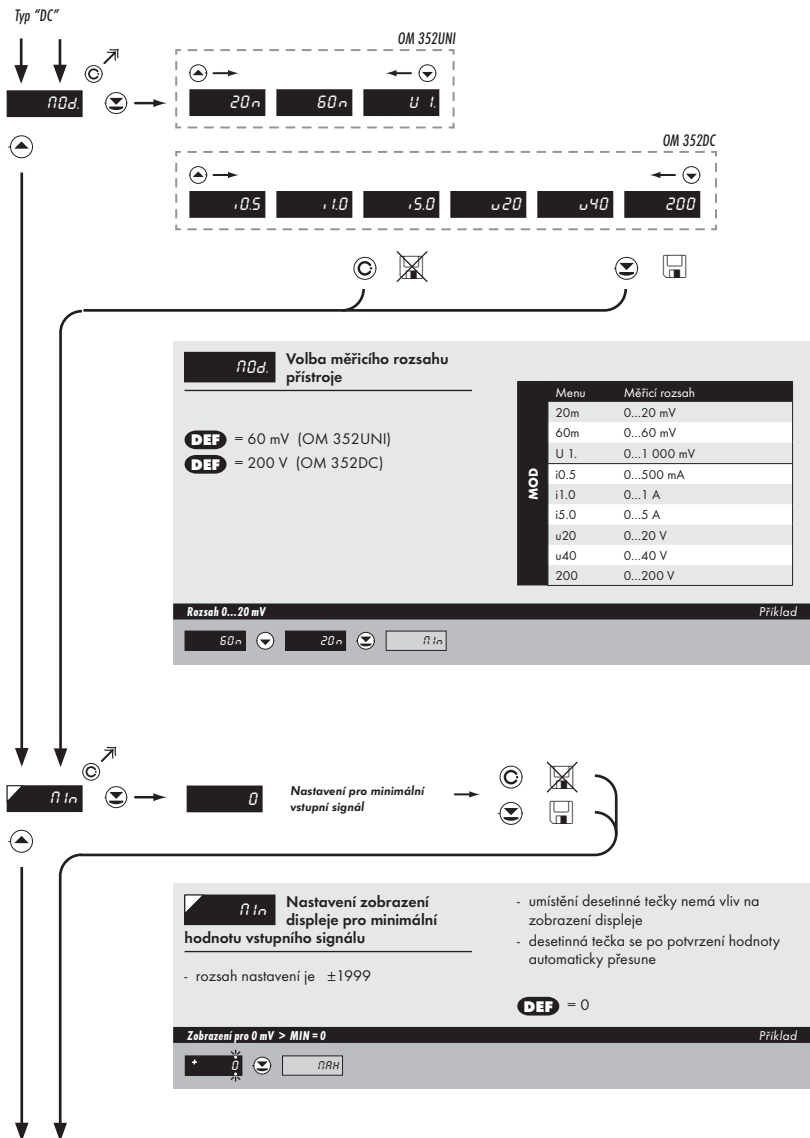 Typ "DC"
OM 352UNI
MOd.
20m 60m U 1.
OM 352DC
i0.5 i1.0 i5.0 u20 u40 200
MOd. Volba měřicího rozsahu
přístroje
DEF = 60 mV (OM 352UNI)
DEF = 200 V (OM 352DC)
MOD
Menu Měřicí rozsah
20m 0...20 mV
60m 0...60 mV
U 1. 0...1 000 mV
i0.5 0...500 mA
i1.0 0...1 A
i5.0 0...5 A
u20 0...20 V
u40 0...40 V
200 0...200 V
Rozsah 0...20 mV Příklad
60m 20m MIn
MIn 0 Nastavení pro minimální
vstupní signál
MIn Nastavení zobrazení
displeje pro minimální
hodnotu vstupního signálu
- rozsah nastavení je ±1999
- umístění desetinné tečky nemá vliv na
zobrazení displeje
- desetinná tečka se po potvrzení hodnoty
automaticky přesune
DEF = 0
Zobrazení pro 0 mV > MIN = 0 Příklad
+ 0 MAH